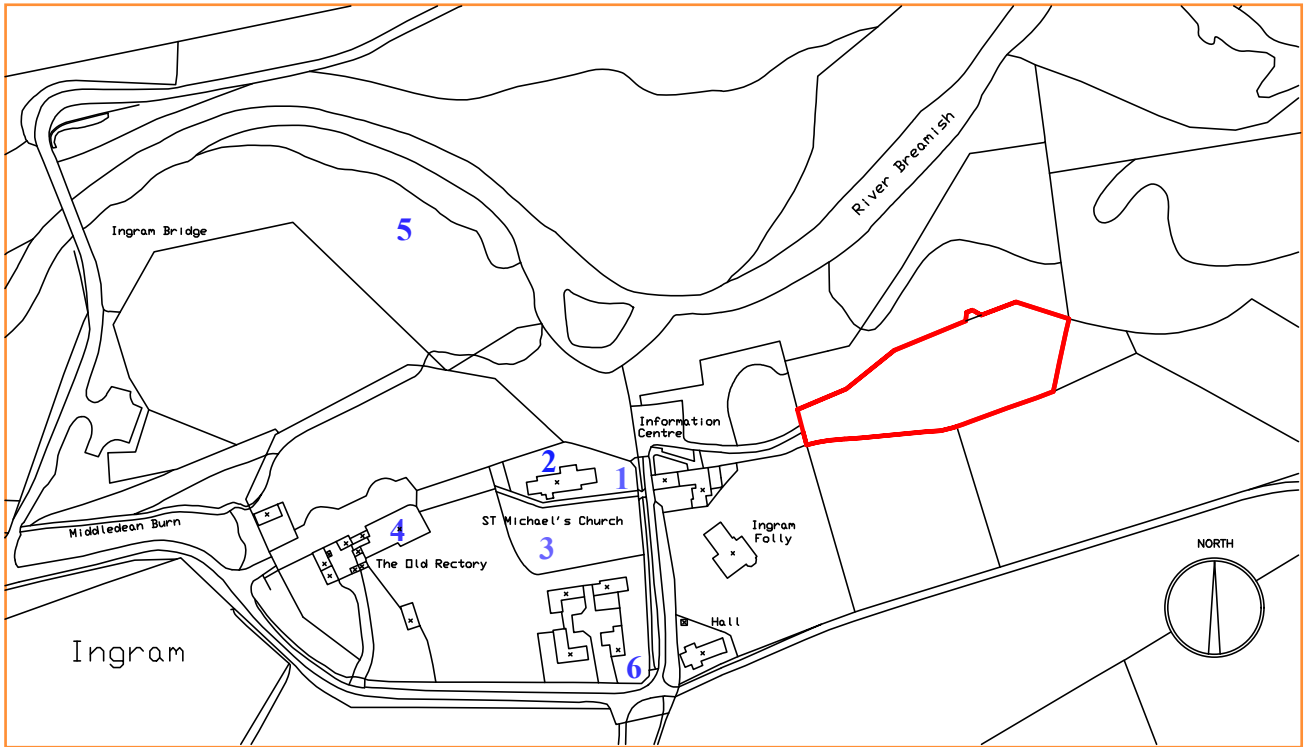 River Breamish
Ingram Bridge
5
Information
Centre
2
1
ST Michael's Church
Middledean Burn
4
3
The Old Rectory
Ingram
Folly
NORTH
Hall
Ingram
6